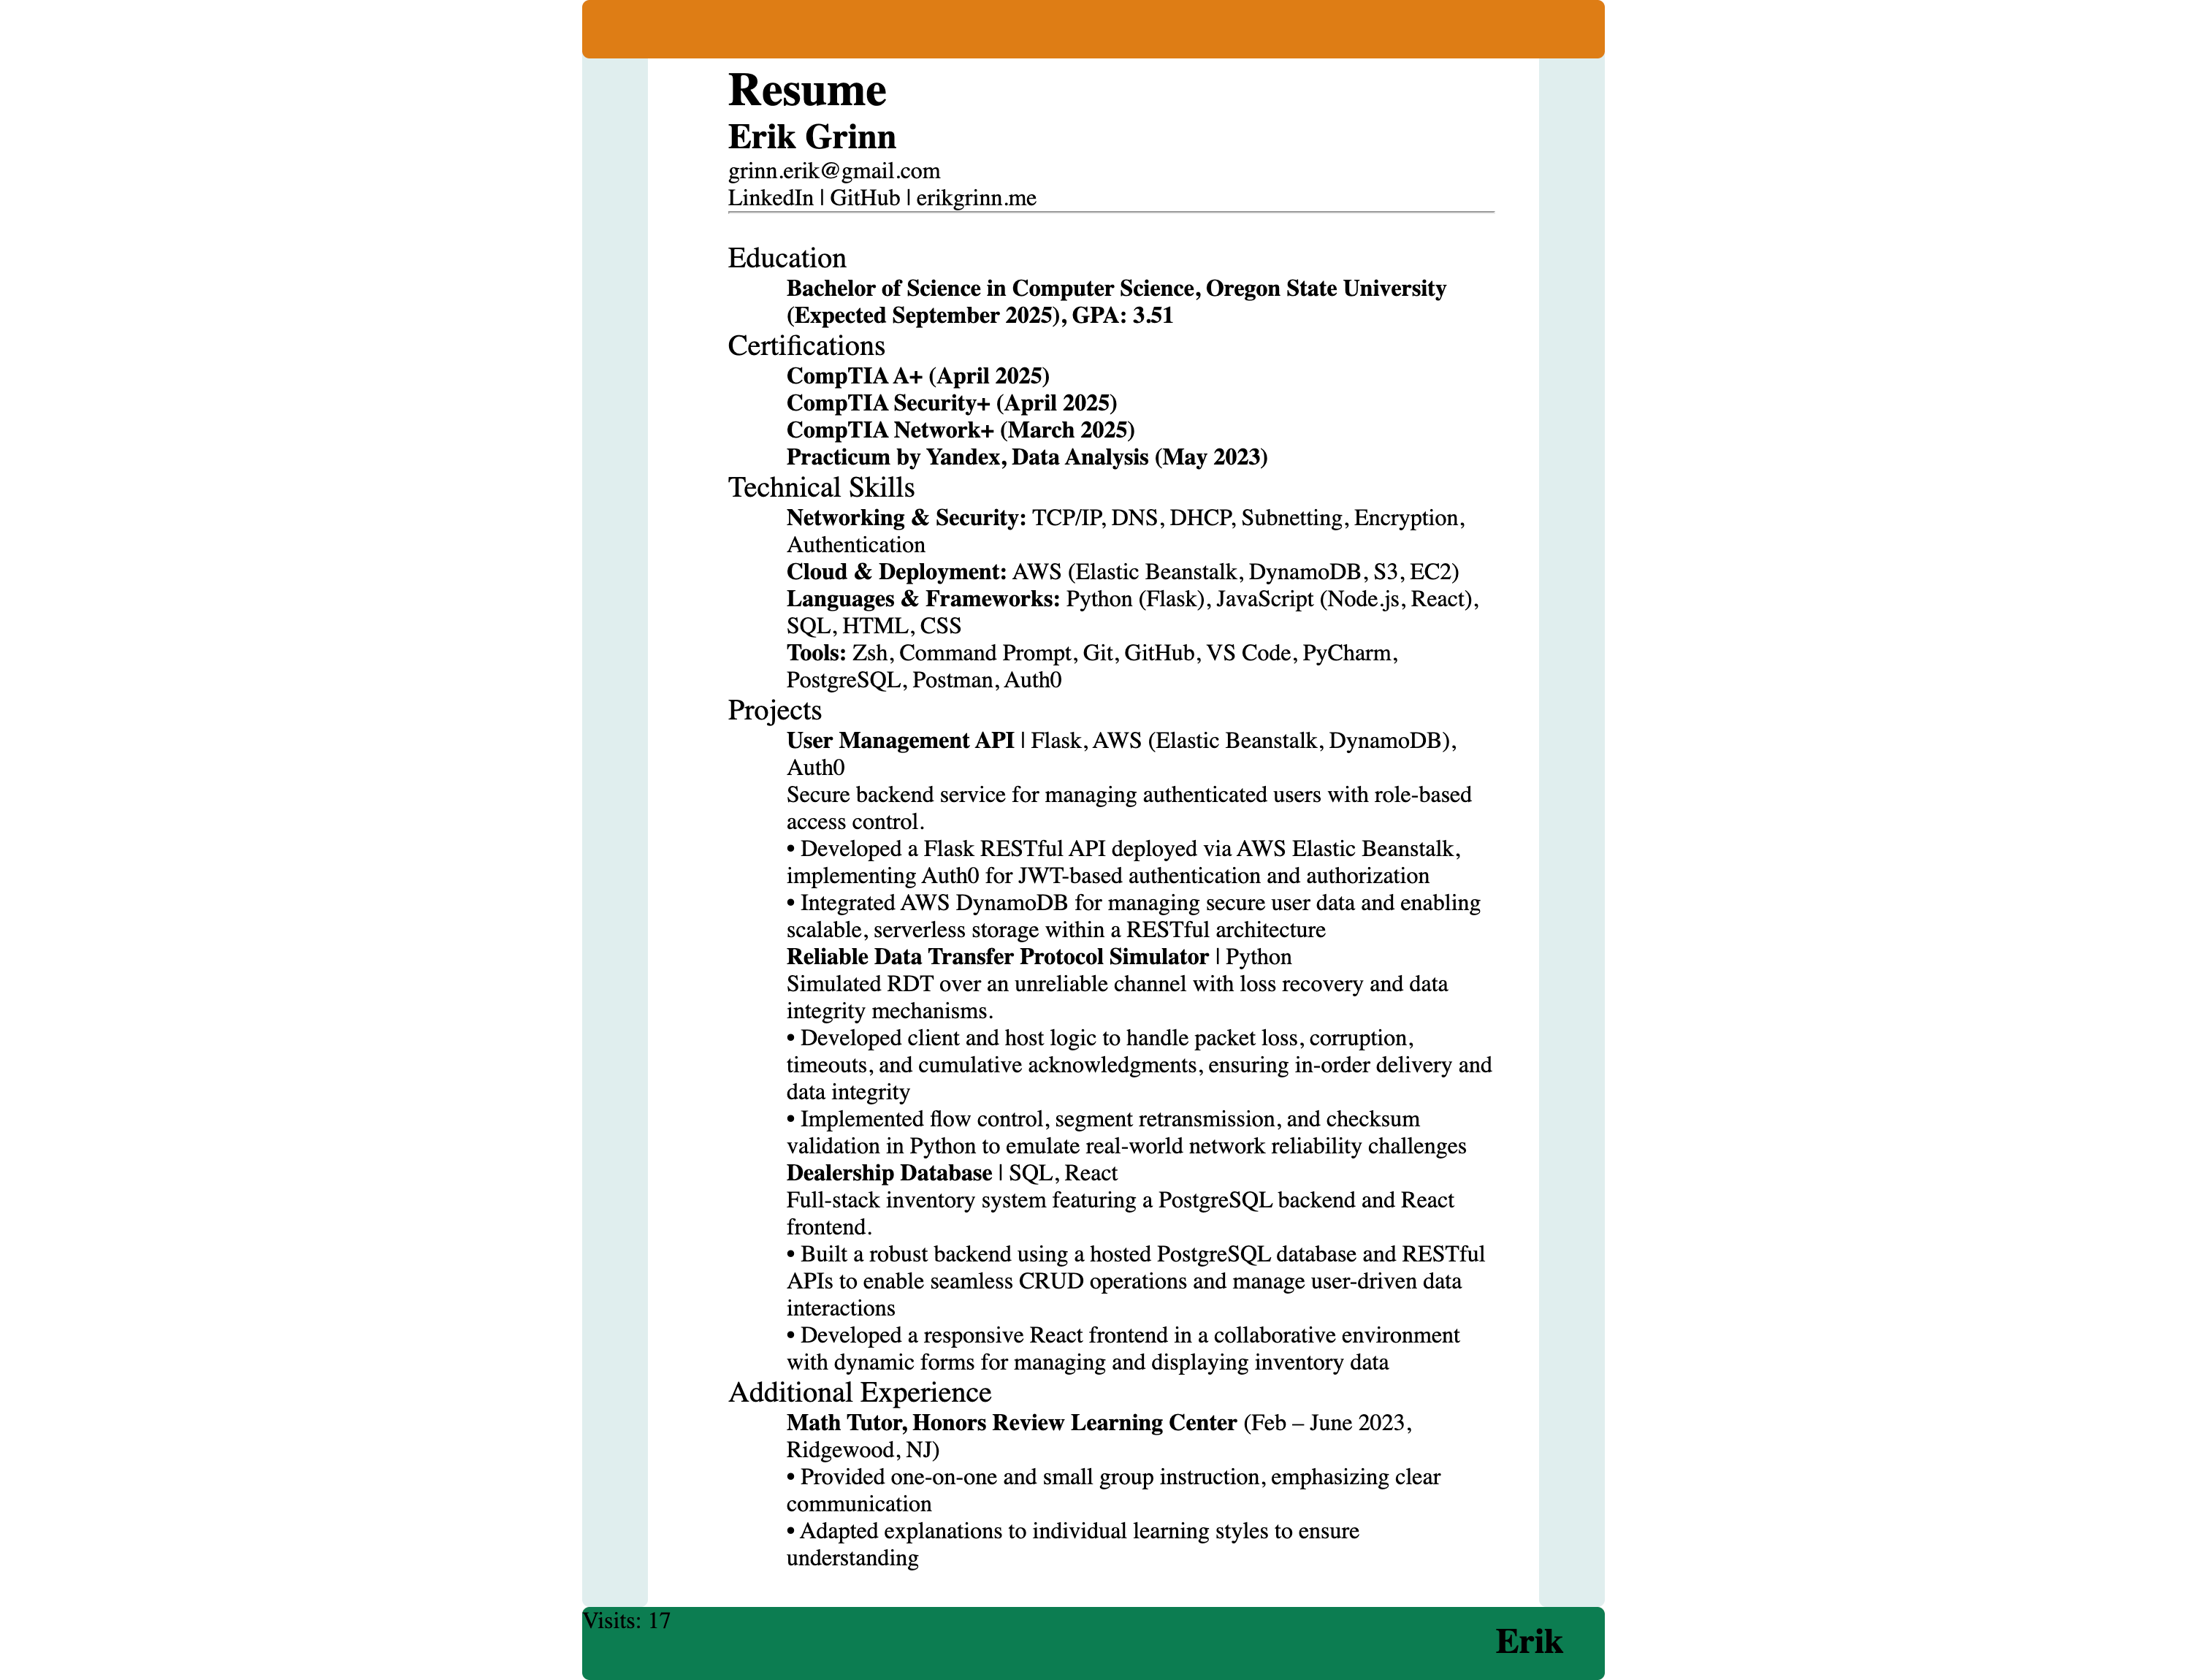 Resume
Erik Grinn
grinn.erik@gmail.com
LinkedIn | GitHub | erikgrinn.me
Education
Bachelor of Science in Computer Science, Oregon State University
(Expected September 2025), GPA: 3.51
Certifications
CompTIA A+ (April 2025)
CompTIA Security+ (April 2025)
CompTIA Network+ (March 2025)
Practicum by Yandex, Data Analysis (May 2023)
Technical Skills
Networking & Security: TCP/IP, DNS, DHCP, Subnetting, Encryption,
Authentication
Cloud & Deployment: AWS (Elastic Beanstalk, DynamoDB, S3, EC2)
Languages & Frameworks: Python (Flask), JavaScript (Node.js, React),
SQL, HTML, CSS
Tools: Zsh, Command Prompt, Git, GitHub, VS Code, PyCharm,
PostgreSQL, Postman, Auth0
Projects
User Management API | Flask, AWS (Elastic Beanstalk, DynamoDB),
Auth0
Secure backend service for managing authenticated users with role-based
access control.
• Developed a Flask RESTful API deployed via AWS Elastic Beanstalk,
implementing Auth0 for JWT-based authentication and authorization
• Integrated AWS DynamoDB for managing secure user data and enabling
scalable, serverless storage within a RESTful architecture
Reliable Data Transfer Protocol Simulator | Python
Simulated RDT over an unreliable channel with loss recovery and data
integrity mechanisms.
• Developed client and host logic to handle packet loss, corruption,
timeouts, and cumulative acknowledgments, ensuring in-order delivery and
data integrity
• Implemented flow control, segment retransmission, and checksum
validation in Python to emulate real-world network reliability challenges
Dealership Database | SQL, React
Full-stack inventory system featuring a PostgreSQL backend and React
frontend.
• Built a robust backend using a hosted PostgreSQL database and RESTful
APIs to enable seamless CRUD operations and manage user-driven data
interactions
• Developed a responsive React frontend in a collaborative environment
with dynamic forms for managing and displaying inventory data
Additional Experience
Math Tutor, Honors Review Learning Center (Feb – June 2023,
Ridgewood, NJ)
• Provided one-on-one and small group instruction, emphasizing clear
communication
• Adapted explanations to individual learning styles to ensure
understanding
Visits: 17
Erik